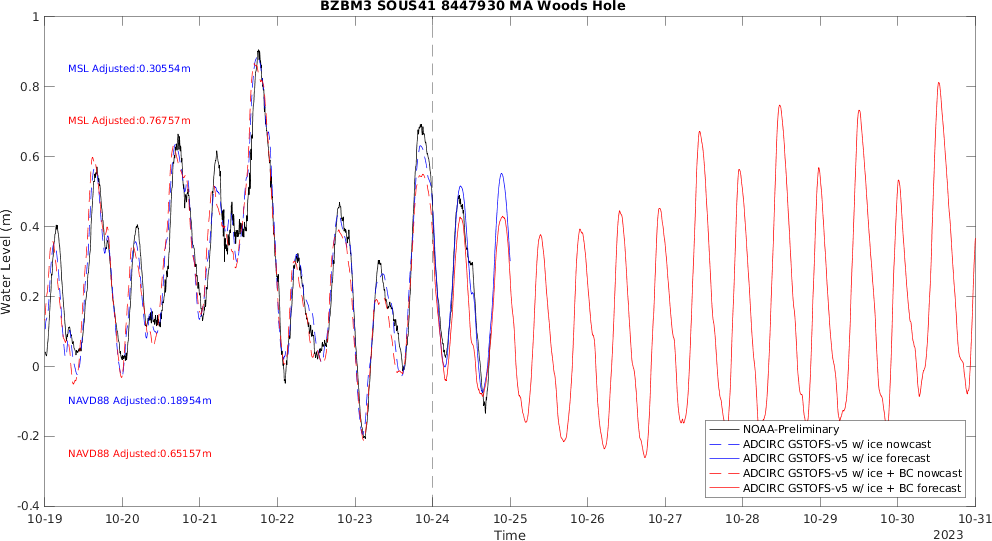 BZBM3 SOUS41 8447930 MA Woods Hole
1
0.8
0.6
0.4
0.2
0
-0.2
-0.4
Water Level (m)
MSL Adjusted:0.30554m
MSL Adjusted:0.76757m
NAVD88 Adjusted:0.18954m
NAVD88 Adjusted:0.65157m
NOAA-Preliminary
ADCIRC GSTOFS-v5 w/ ice nowcast
ADCIRC GSTOFS-v5 w/ ice forecast
ADCIRC GSTOFS-v5 w/ ice + BC nowcast
ADCIRC GSTOFS-v5 w/ ice + BC forecast
10-19 10-20 10-21 10-22 10-23 10-24 10-25 10-26 10-27 10-28 10-29 10-30 10-31
Time
2023